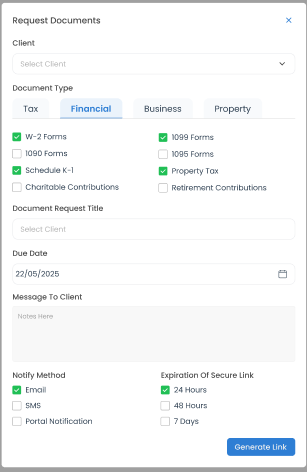 Request Documents
Client
Select Client
Document Type
Tax Financial Business Property
W-2 Forms 1099 Forms
1090 Forms 1095 Forms
Schedule K-1 Property Tax
Charitable Contributions Retirement Contributions
Document Request Title
Select Client
Due Date
22/05/2025
Message To Client
Notes Here
Notify Method Expiration Of Secure Link
Email 24 Hours
SMS 48 Hours
Portal Notification 7 Days
Generate Link